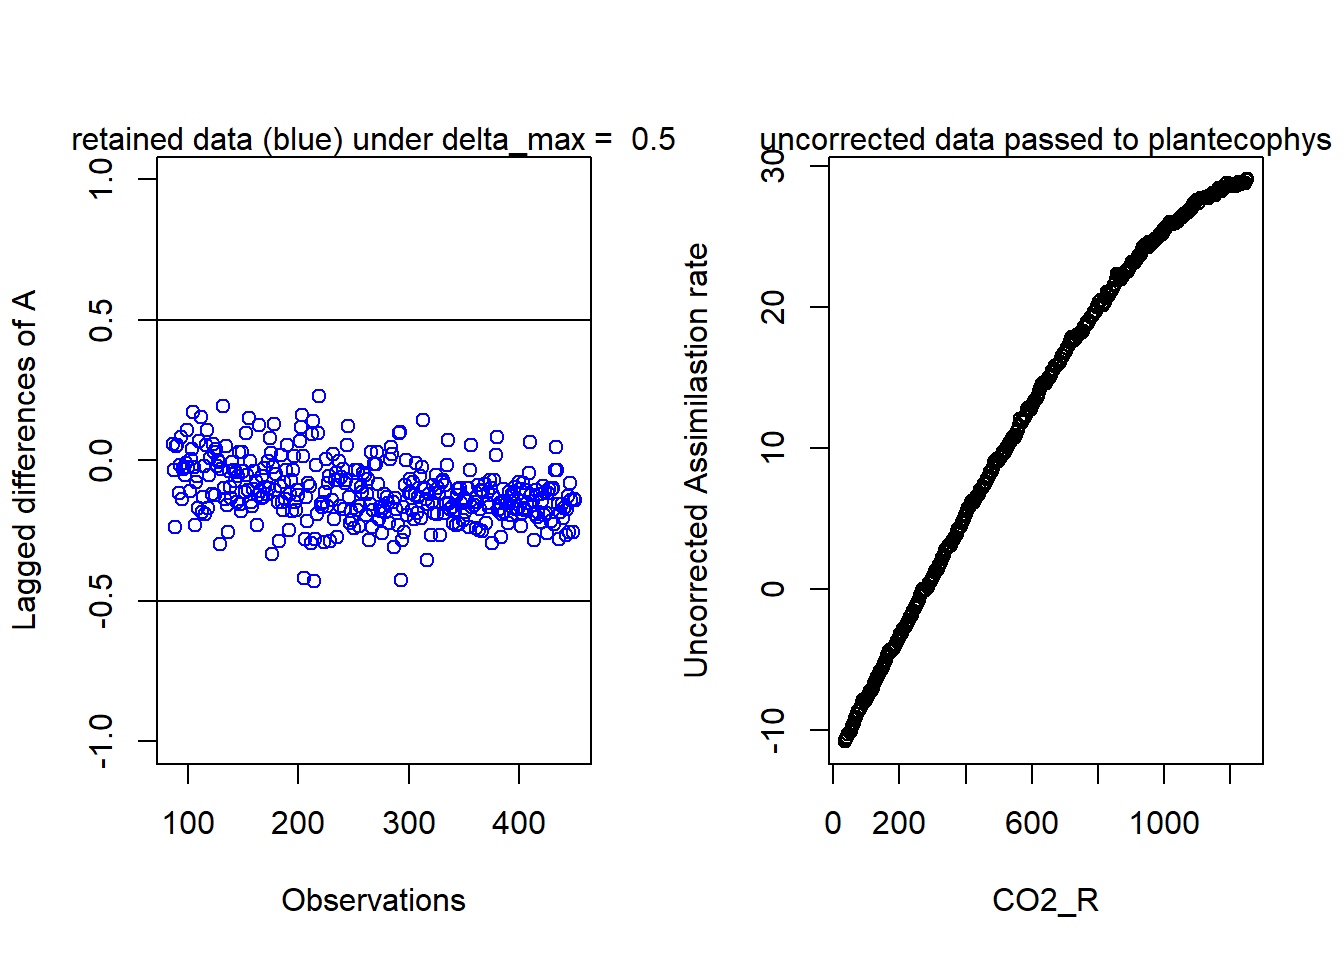 retained data (blue) under delta_max =  0.5
Lagged differences of A
1.0
0.5
0.0
-0.5
-1.0
100 200 300 400
Observations
uncorrected data passed to plantecophys
Uncorrected Assimilastion rate
30
20
10
0
-10
0 200 600 1000
CO2_R